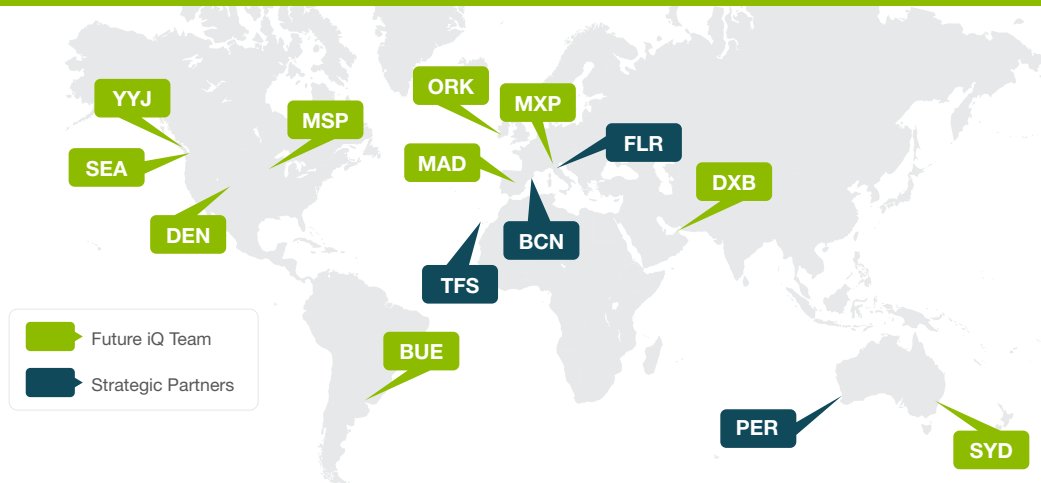 ORK
YYJ
MXP
MSP
FLR
MAD
SEA
DXB
DEN
BCN
TFS
Future iQ Team
BUE
Strategic Partners
PER
SYD